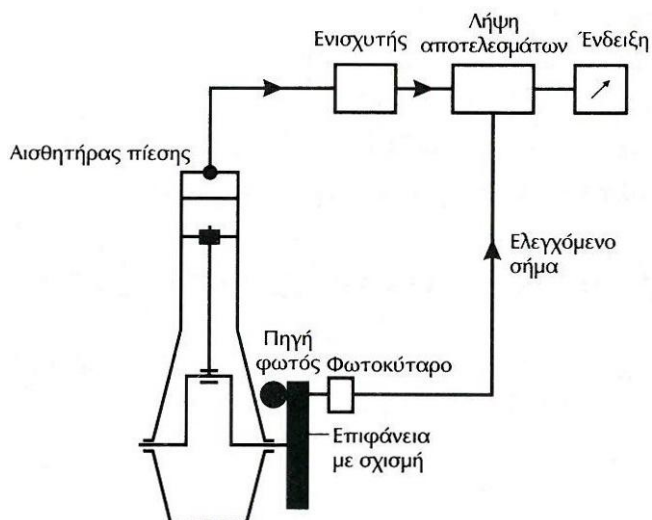 Ενισχυτής
Λήψη
αποτελεσμάτων
Ένδειξη
Αισθητήρας πίεσης
Ελεγχόμενο
σήμα
Πηγή
φωτός
Φωτοκύταρο
Επιφάνεια
με σχισμή